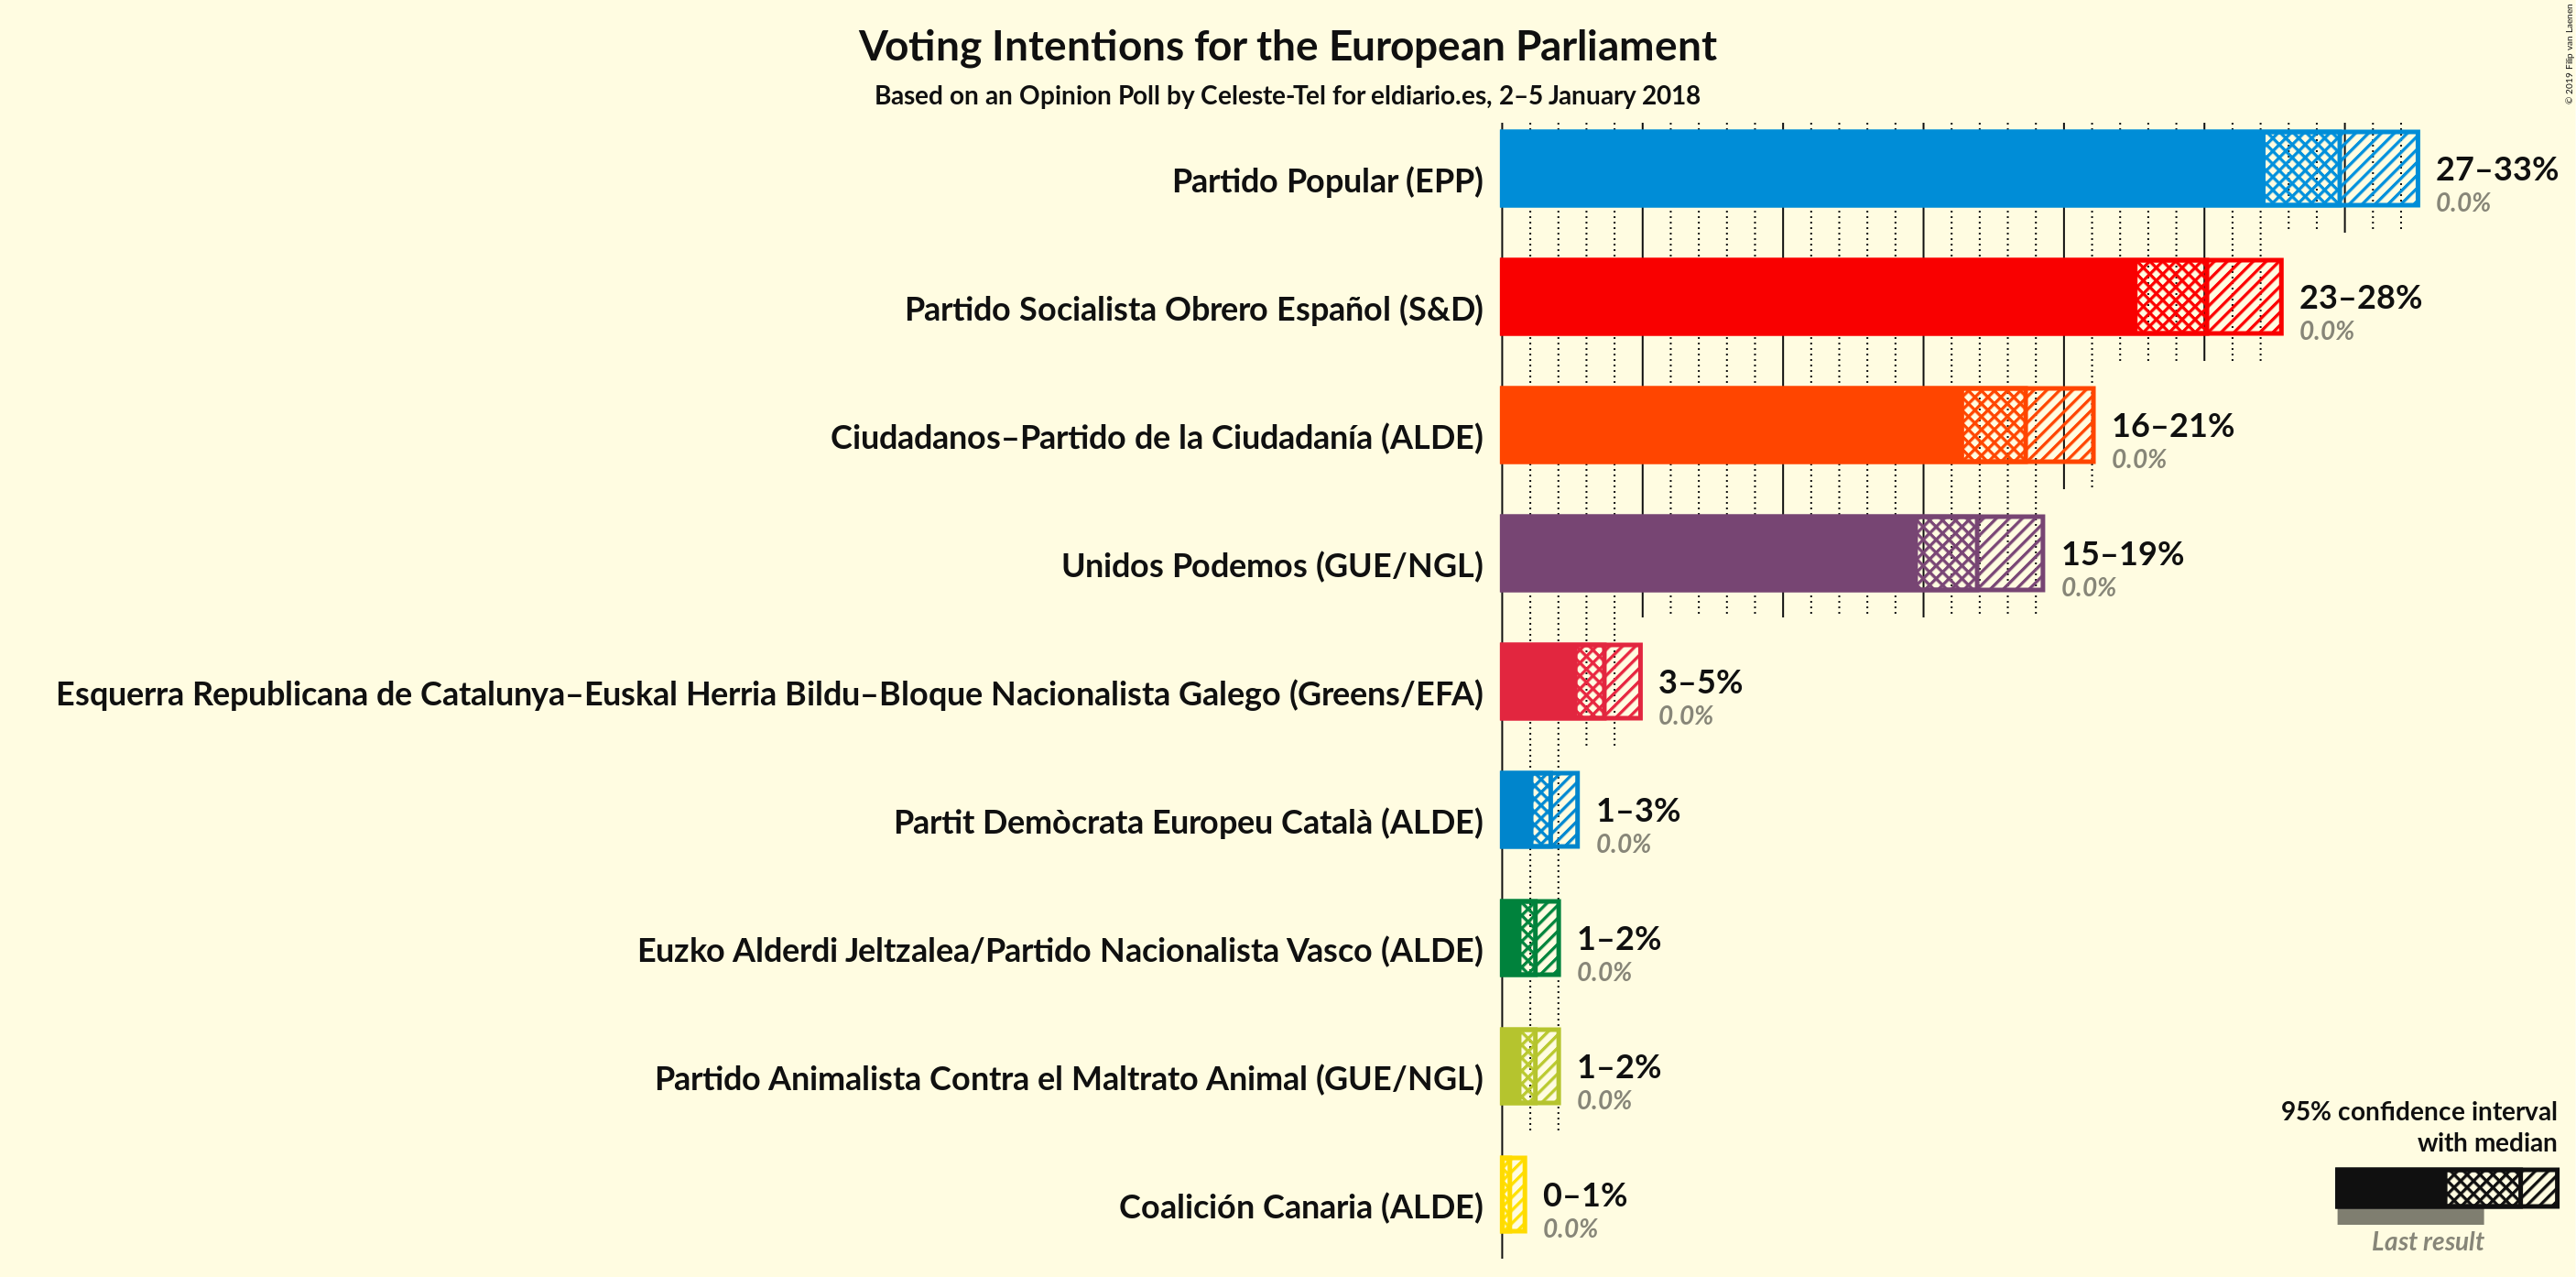 Voting Intentions for the European Parliament
Based on an Opinion Poll by Celeste-Tel for eldiario.es, 2–5 January 2018
© 2019 Filip van Laenen
Partido Popular (EPP)
27–33%
0.0%
Partido Socialista Obrero Español (S&D)
23–28%
0.0%
Ciudadanos–Partido de la Ciudadanía (ALDE)
16–21%
0.0%
Unidos Podemos (GUE/NGL)
15–19%
0.0%
Esquerra Republicana de Catalunya–Euskal Herria Bildu–Bloque Nacionalista Galego (Greens/EFA)
3–5%
0.0%
Partit Demòcrata Europeu Català (ALDE)
1–3%
0.0%
Euzko Alderdi Jeltzalea/Partido Nacionalista Vasco (ALDE)
1–2%
0.0%
Partido Animalista Contra el Maltrato Animal (GUE/NGL)
1–2%
0.0%
Coalición Canaria (ALDE)
0–1%
0.0%
95% confidence interval
with median
Last result